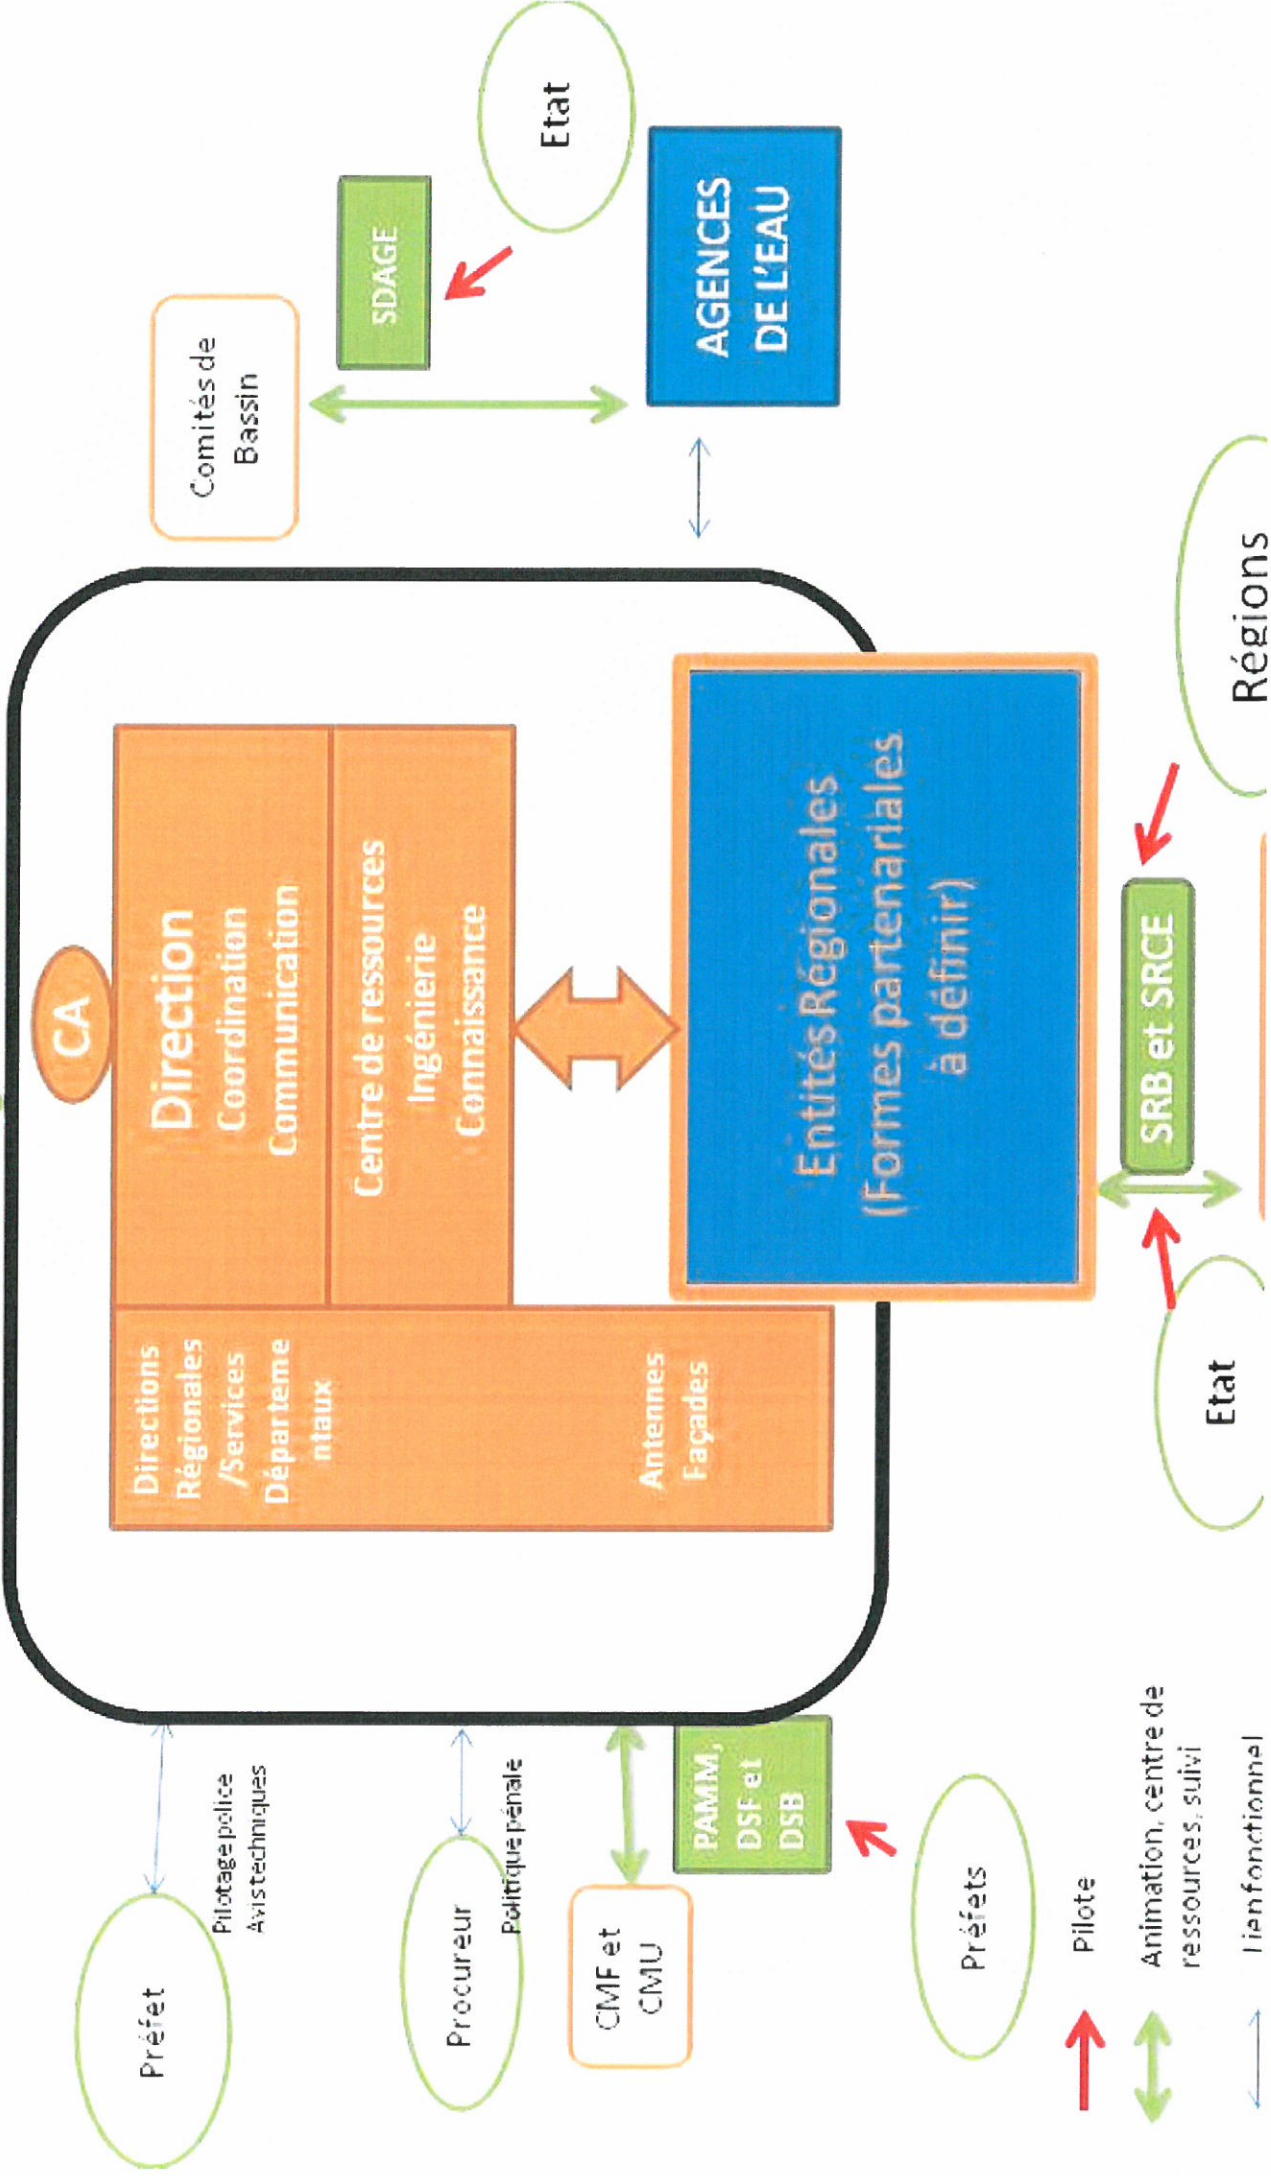 CA
Direction
Coordination
Communication
Centre de ressources
Ingénierie
Connaissance
Directions
Régionales
/Services
Départeme
ntaux
Antennes
Façades
Entités Régionales
(Formes partenariales
à définir)
Comités de
Bassin
SDAGE
Etat
AGENCES
DE L'EAU
Préfet
Pilotage police
Avis techniques
Procureur
Politique pénale
CMF et
CMU
PAMM,
DSF et
DSB
Préfets
SRB et SRCE
Etat
Régions
Pilote
Animation, centre de
ressources, suivi
Lien fonctionnel